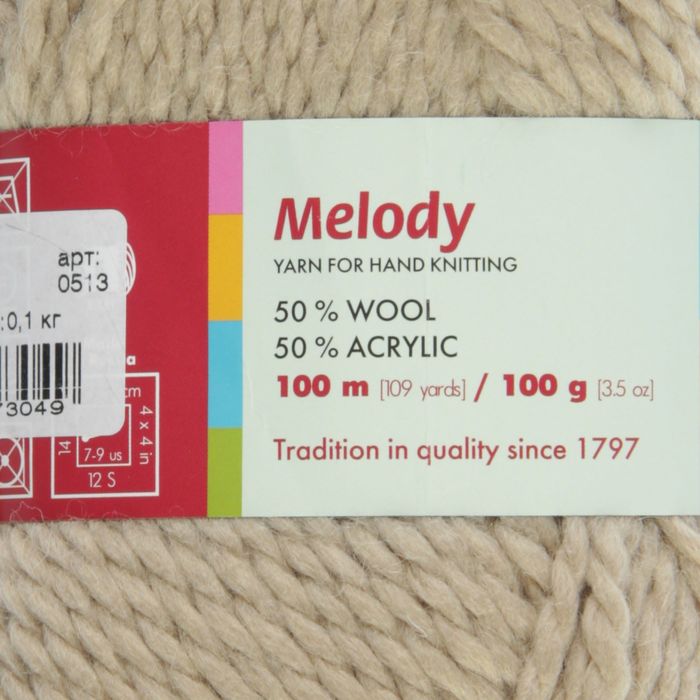 арт:
0513
:0,1 кг
73049
cm
4 x 4 in
14
7-9 us
12 S
Melody
YARN FOR HAND KNITTING
50 % WOOL
50 % ACRYLIC
100 m [109 yards] / 100 g [3.5 oz]
Tradition in quality since 1797